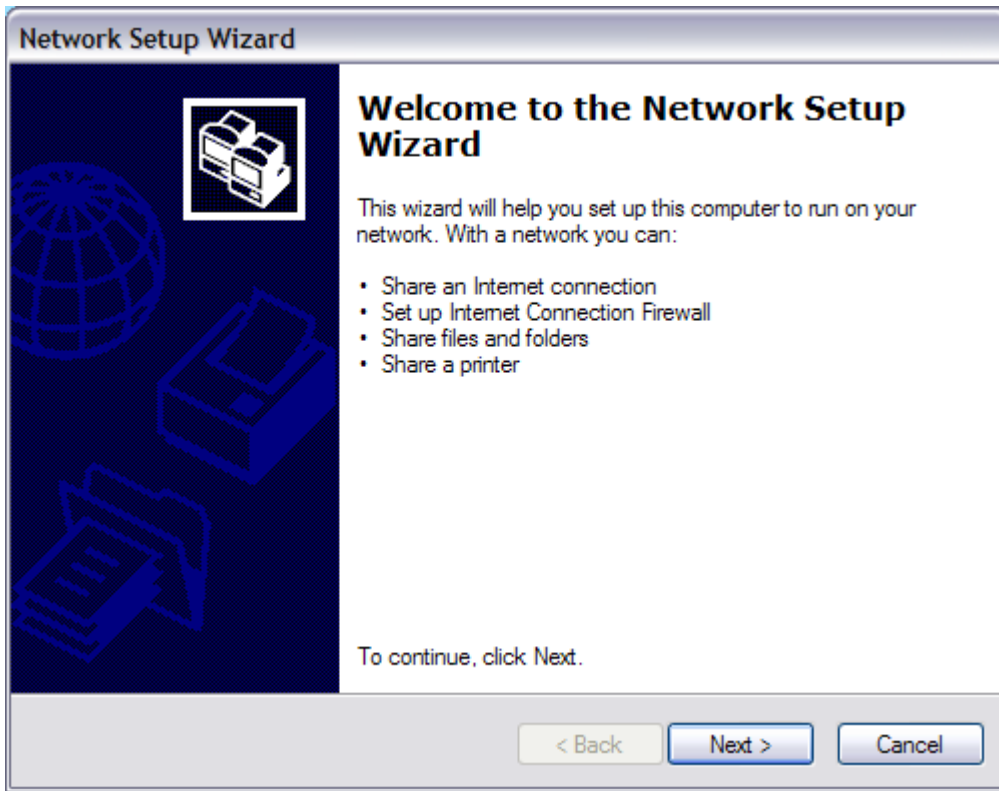 Network Setup Wizard
Welcome to the Network Setup
Wizard
This wizard will help you set up this computer to run on your
network. With a network you can:
• Share an Internet connection
• Set up Internet Connection Firewall
• Share files and folders
• Share a printer
To continue, click Next.
< Back Next > Cancel